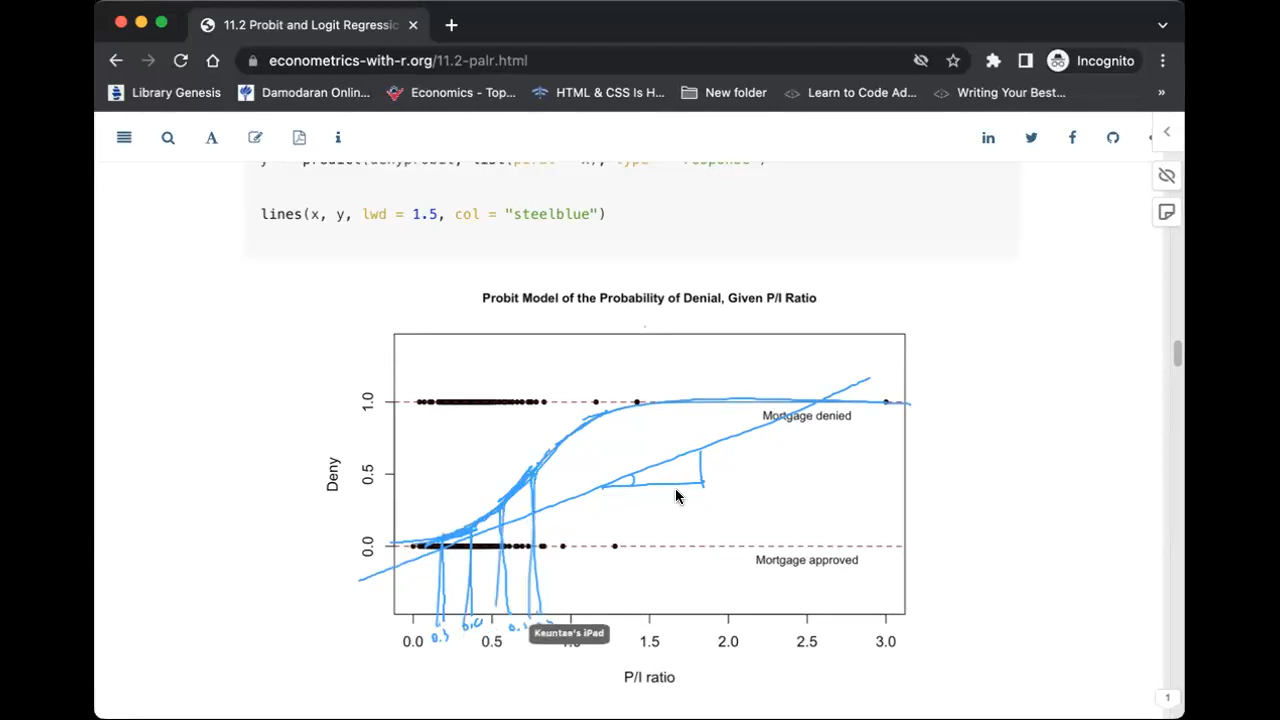 11.2 Probit and Logit Regressic
econometrics-with-r.org/11.2-palr.html
Incognito
Library Genesis
Damodaran Onlin...
Economics - Top...
HTML & CSS Is H...
New folder
Learn to Code Ad...
Writing Your Best...
lines(x, y, lwd = 1.5, col = "steelblue")
Probit Model of the Probability of Denial, Given P/I Ratio
1.0
Mortgage denied
Deny
0.5
0.0
Mortgage approved
0.3
Keuntae's iPad
0.0 0.5 1.5 2.0 2.5 3.0
P/I ratio
1